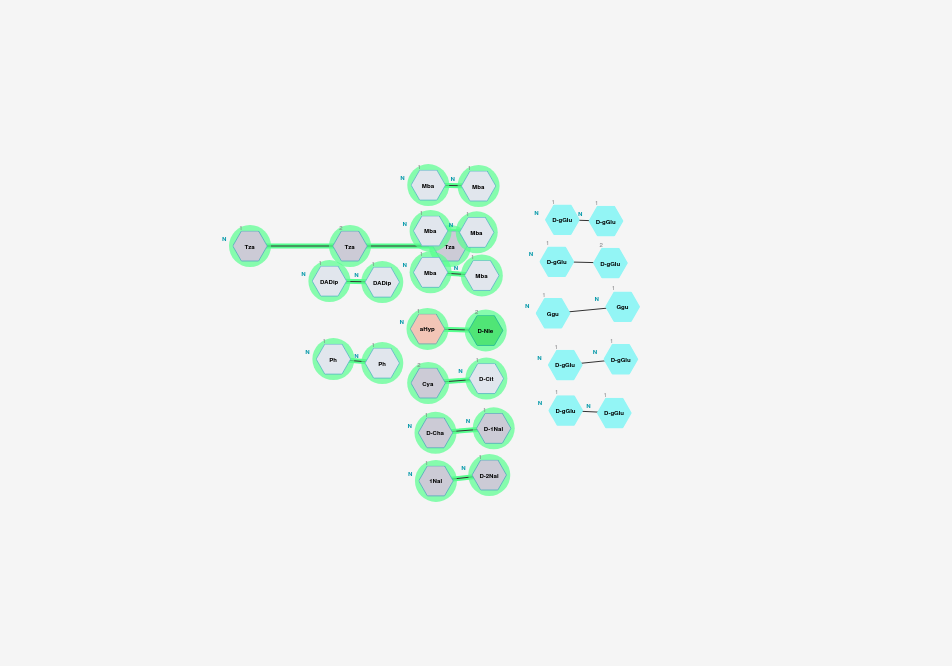 1 1
N Mba N Mba
1 1
N D-gGlu N D-gGlu
1 1
N Mba N Mba
1 2
N Tza Tza Tza
1 2
N D-gGlu D-gGlu
1 1
N Mba N Mba
1 1
N DADip N DADip
1 1
N Ggu N Ggu
1 2
N aHyp D-Nle
1 1
N Ph N Ph
1 1
N D-gGlu N D-gGlu
2 1
Cya N D-Cit
1 1
N D-gGlu N D-gGlu
1 1
N D-Cha N D-1Nal
1 1
N 1Nal N D-2Nal